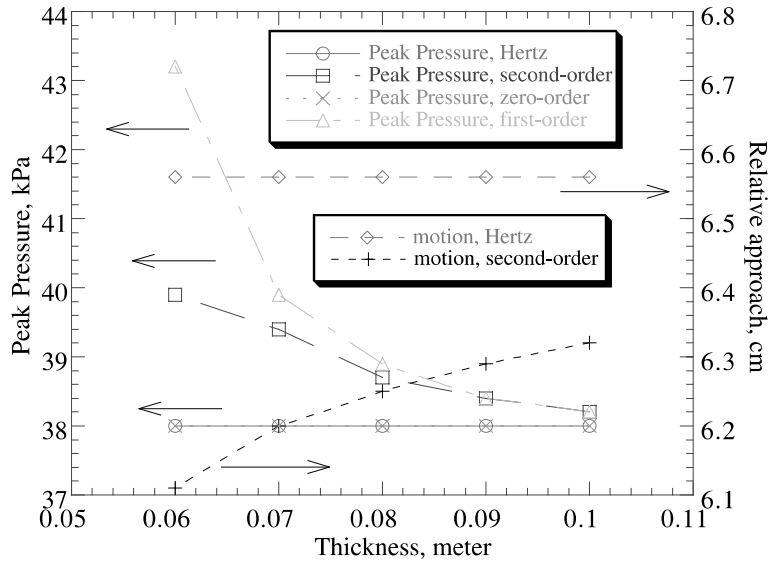 44
43
42
41
40
39
38
37
Peak Pressure, kPa
6.8
6.7
6.6
6.5
6.4
6.3
6.2
6.1
Relative approach, cm
Peak Pressure, Hertz
Peak Pressure, second-order
Peak Pressure, zero-order
Peak Pressure, first-order
motion, Hertz
motion, second-order
0.05 0.06 0.07 0.08 0.09 0.1 0.11
Thickness, meter